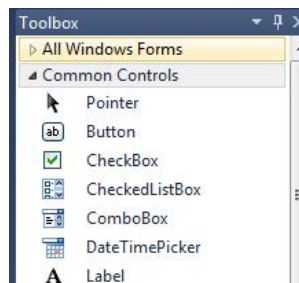 Toolbox
All Windows Forms
Common Controls
Pointer
ab Button
CheckBox
CheckedListBox
ComboBox
DateTimePicker
A Label